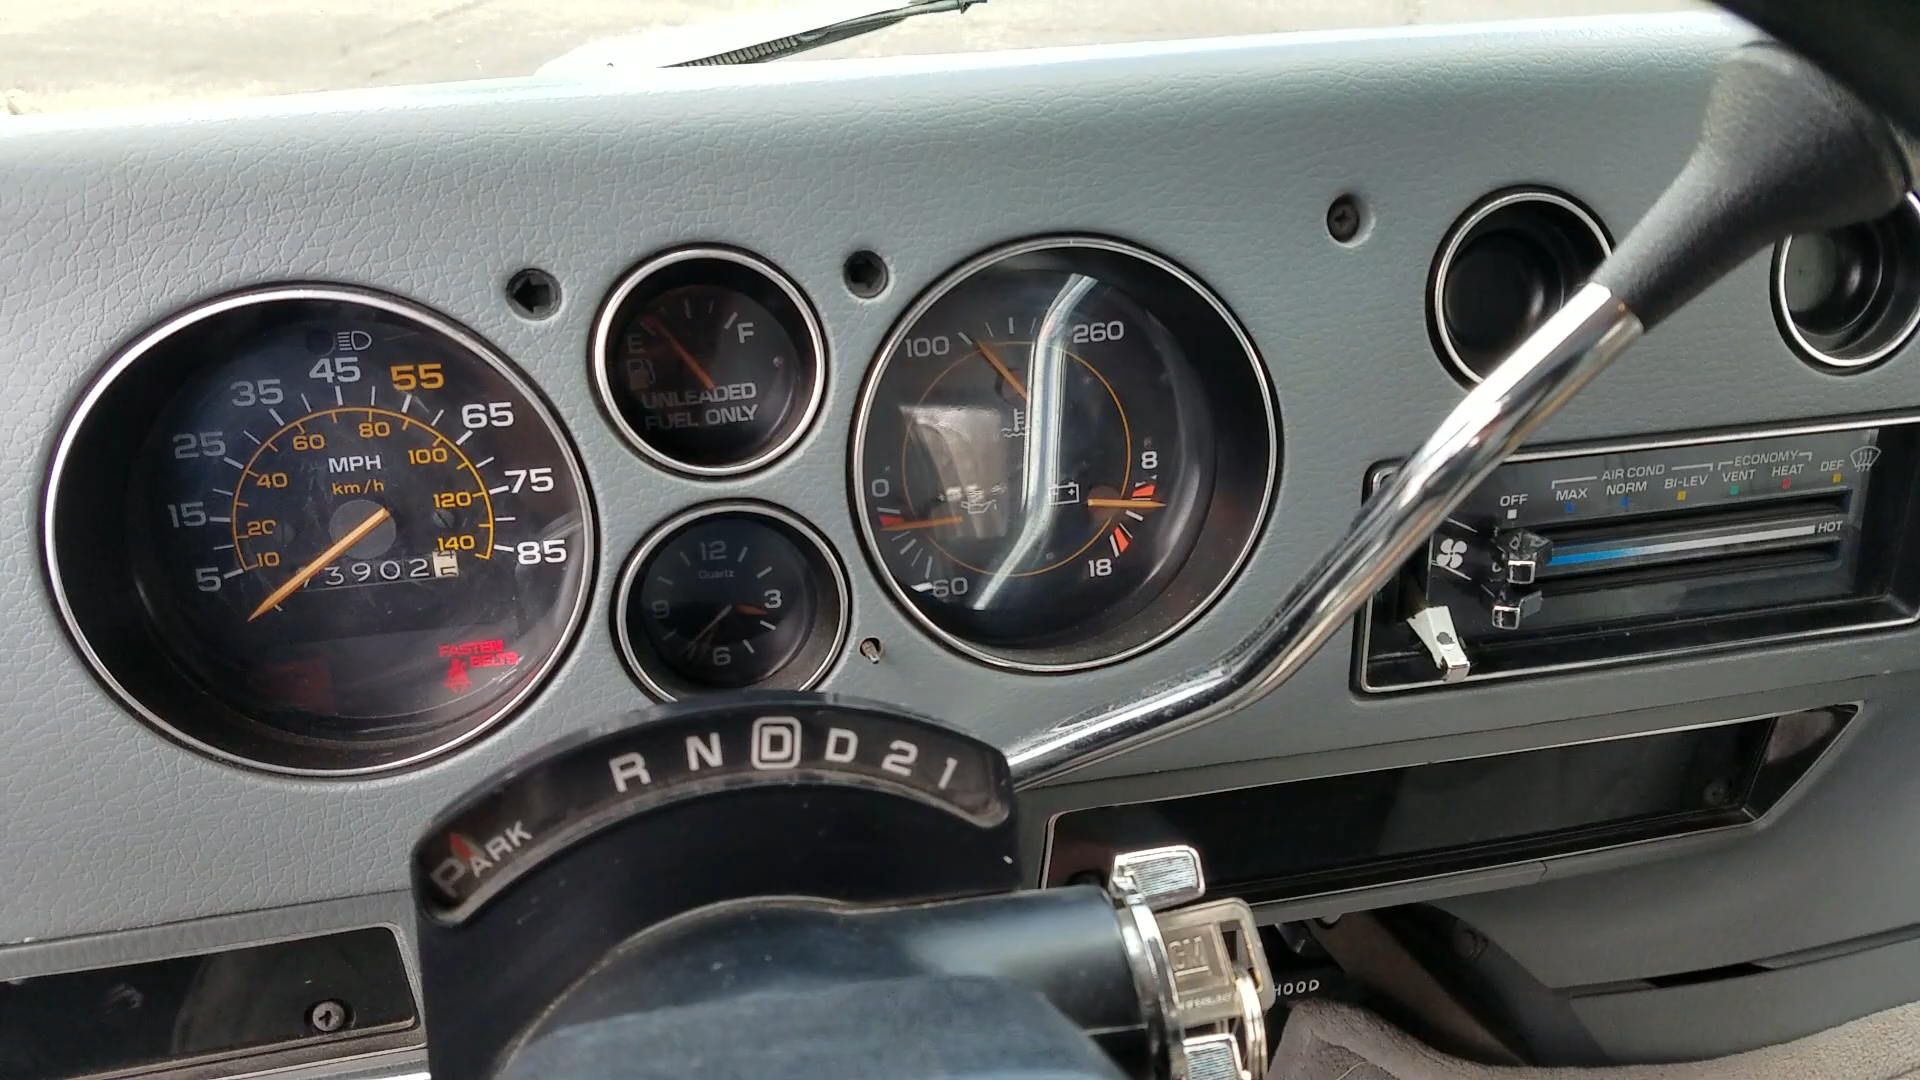 45
35
55
25
65
60
80
MPH
100
km/h
40
75
15
20
120
10
140
5
85
73902
FASTEN
BELTS
E
F
UNLEADED
FUEL ONLY
12
Quartz
9
3
6
100
260
8
0
60
18
AIR COND
ECONOMY
OFF
MAX
NORM
BI-LEV
VENT
HEAT
DEF
HOT
PARK
R
N
D
D
2
1
GM
HOOD